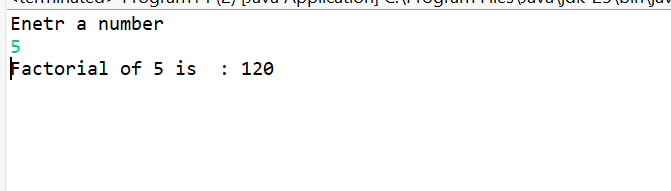 Enetr a number
5
Factorial of 5 is  : 120